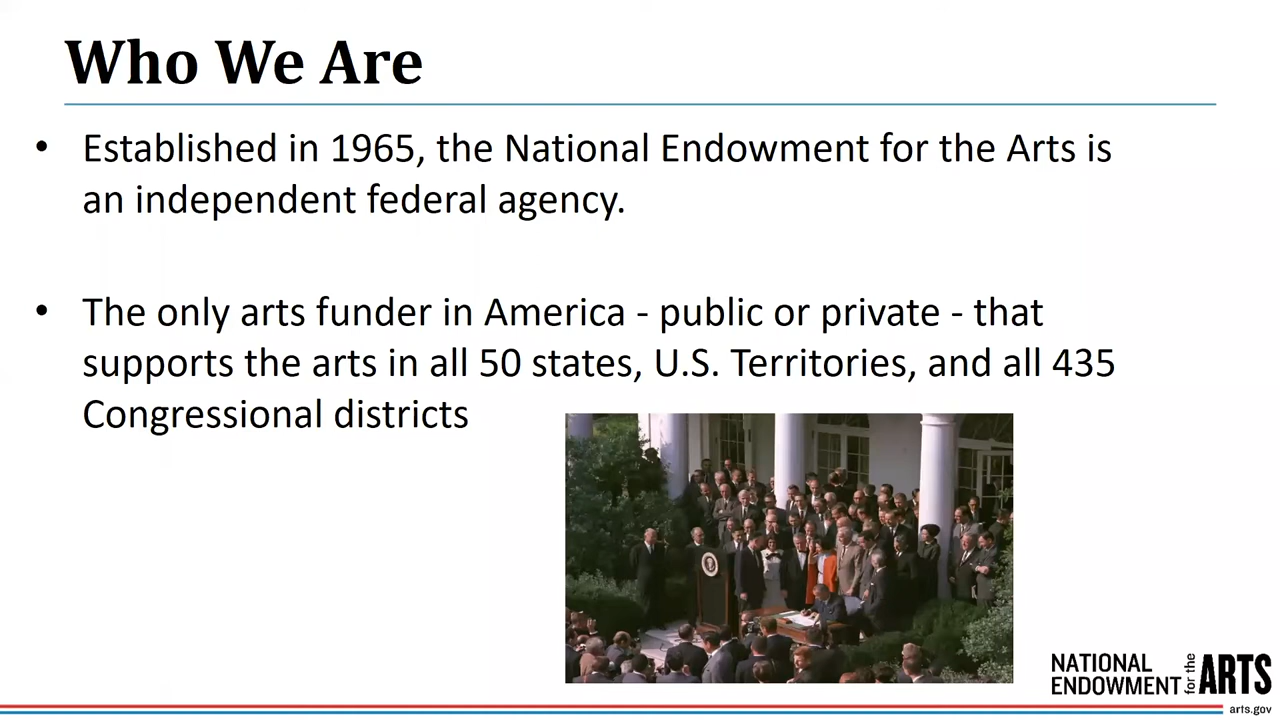 Who We Are
• Established in 1965, the National Endowment for the Arts is
an independent federal agency.
• The only arts funder in America - public or private - that
supports the arts in all 50 states, U.S. Territories, and all 435
Congressional districts
NATIONAL
ENDOWMENT
for the
ARTS
arts.gov